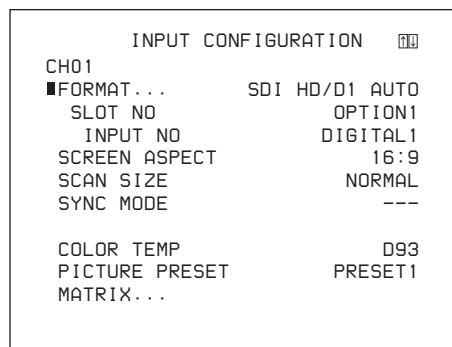 INPUT CONFIGURATION ↑↓
CH01
FORMAT... SDI HD/D1 AUTO
SLOT NO OPTION1
INPUT NO DIGITAL1
SCREEN ASPECT 16:9
SCAN SIZE NORMAL
SYNC MODE ---
COLOR TEMP D93
PICTURE PRESET PRESET1
MATRIX...